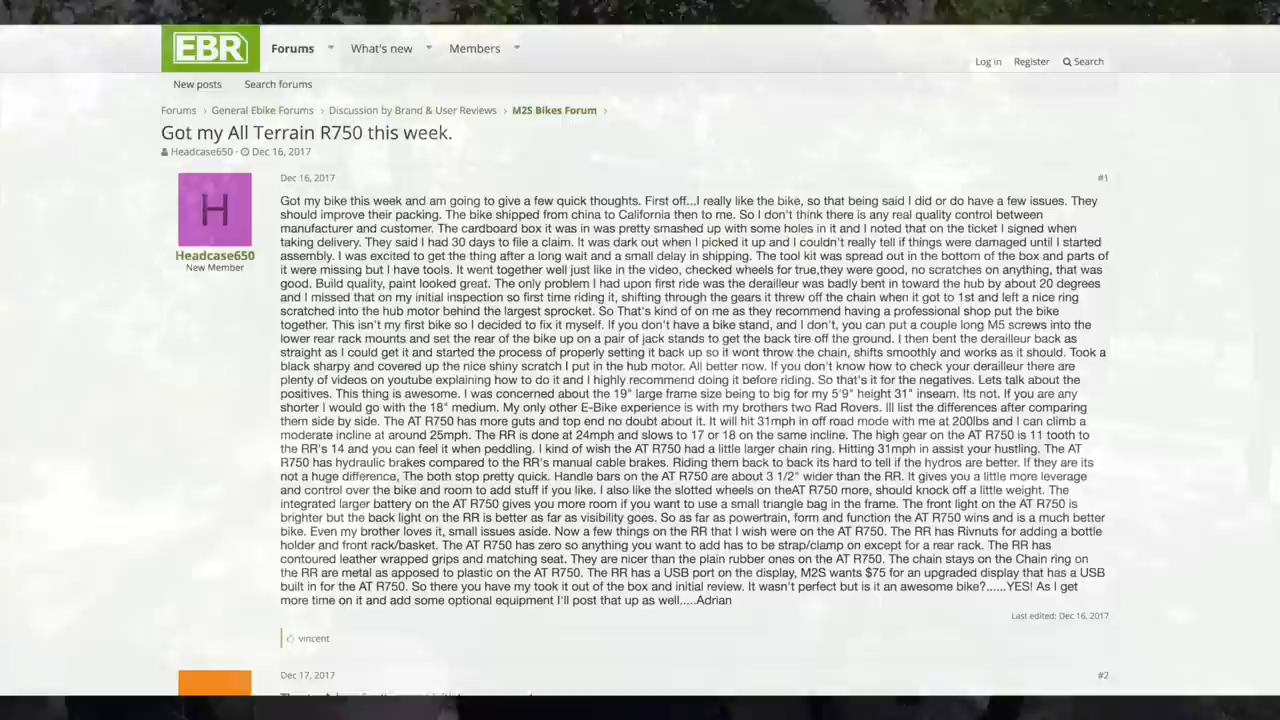 EBR
Forums
What's new
Members
Log in
Register
Search
New posts
Search forums
Forums > General Ebike Forums > Discussion by Brand & User Reviews > M2S Bikes Forum >
Got my All Terrain R750 this week.
Headcase650 · Dec 16, 2017
Dec 16, 2017
#1
H
Headcase650
New Member
Got my bike this week and am going to give a few quick thoughts. First off...I really like the bike, so that being said I did or do have a few issues. They
should improve their packing. The bike shipped from china to California then to me. So I don't think there is any real quality control between
manufacturer and customer. The cardboard box it was in was pretty smashed up with some holes in it and I noted that on the ticket I signed when
taking delivery. They said I had 30 days to file a claim. It was dark out when I picked it up and I couldn't really tell if things were damaged until I started
assembly. I was excited to get the thing after a long wait and a small delay in shipping. The tool kit was spread out in the bottom of the box and parts of
it were missing but I have tools. It went together well just like in the video, checked wheels for true,they were good, no scratches on anything, that was
good. Build quality, paint looked great. The only problem I had upon first ride was the derailleur was badly bent in toward the hub by about 20 degrees
and I missed that on my initial inspection so first time riding it, shifting through the gears it threw off the chain when it got to 1st and left a nice ring
scratched into the hub motor behind the largest sprocket. So That's kind of on me as they recommend having a professional shop put the bike
together. This isn't my first bike so I decided to fix it myself. If you don't have a bike stand, and I don't, you can put a couple long M5 screws into the
lower rear rack mounts and set the rear of the bike up on a pair of jack stands to get the back tire off the ground. I then bent the derailleur back as
straight as I could get it and started the process of properly setting it back up so it wont throw the chain, shifts smoothly and works as it should. Took a
black sharpy and covered up the nice shiny scratch I put in the hub motor. All better now. If you don't know how to check your derailleur there are
plenty of videos on youtube explaining how to do it and I highly recommend doing it before riding. So that's it for the negatives. Lets talk about the
positives. This thing is awesome. I was concerned about the 19" large frame size being to big for my 5'9" height 31" inseam. Its not. If you are any
shorter I would go with the 18" medium. My only other E-Bike experience is with my brothers two Rad Rovers. Ill list the differences after comparing
them side by side. The AT R750 has more guts and top end no doubt about it. It will hit 31mph in off road mode with me at 200lbs and I can climb a
moderate incline at around 25mph. The RR is done at 24mph and slows to 17 or 18 on the same incline. The high gear on the AT R750 is 11 tooth to
the RR's 14 and you can feel it when peddling. I kind of wish the AT R750 had a little larger chain ring. Hitting 31mph in assist your hustling. The AT
R750 has hydraulic brakes compared to the RR's manual cable brakes. Riding them back to back its hard to tell if the hydros are better. If they are its
not a huge difference, The both stop pretty quick. Handle bars on the AT R750 are about 3 1/2" wider than the RR. It gives you a little more leverage
and control over the bike and room to add stuff if you like. I also like the slotted wheels on theAT R750 more, should knock off a little weight. The
integrated larger battery on the AT R750 gives you more room if you want to use a small triangle bag in the frame. The front light on the AT R750 is
brighter but the back light on the RR is better as far as visibility goes. So as far as powertrain, form and function the AT R750 wins and is a much better
bike. Even my brother loves it, small issues aside. Now a few things on the RR that I wish were on the AT R750. The RR has Rivnuts for adding a bottle
holder and front rack/basket. The AT R750 has zero so anything you want to add has to be strap/clamp on except for a rear rack. The RR has
contoured leather wrapped grips and matching seat. They are nicer than the plain rubber ones on the AT R750. The chain stays on the Chain ring on
the RR are metal as apposed to plastic on the AT R750. The RR has a USB port on the display, M2S wants $75 for an upgraded display that has a USB
built in for the AT R750. So there you have my took it out of the box and initial review. It wasn't perfect but is it an awesome bike?......YES! As I get
more time on it and add some optional equipment I'll post that up as well.....Adrian
Last edited: Dec 16, 2017
vincent
Dec 17, 2017
#2